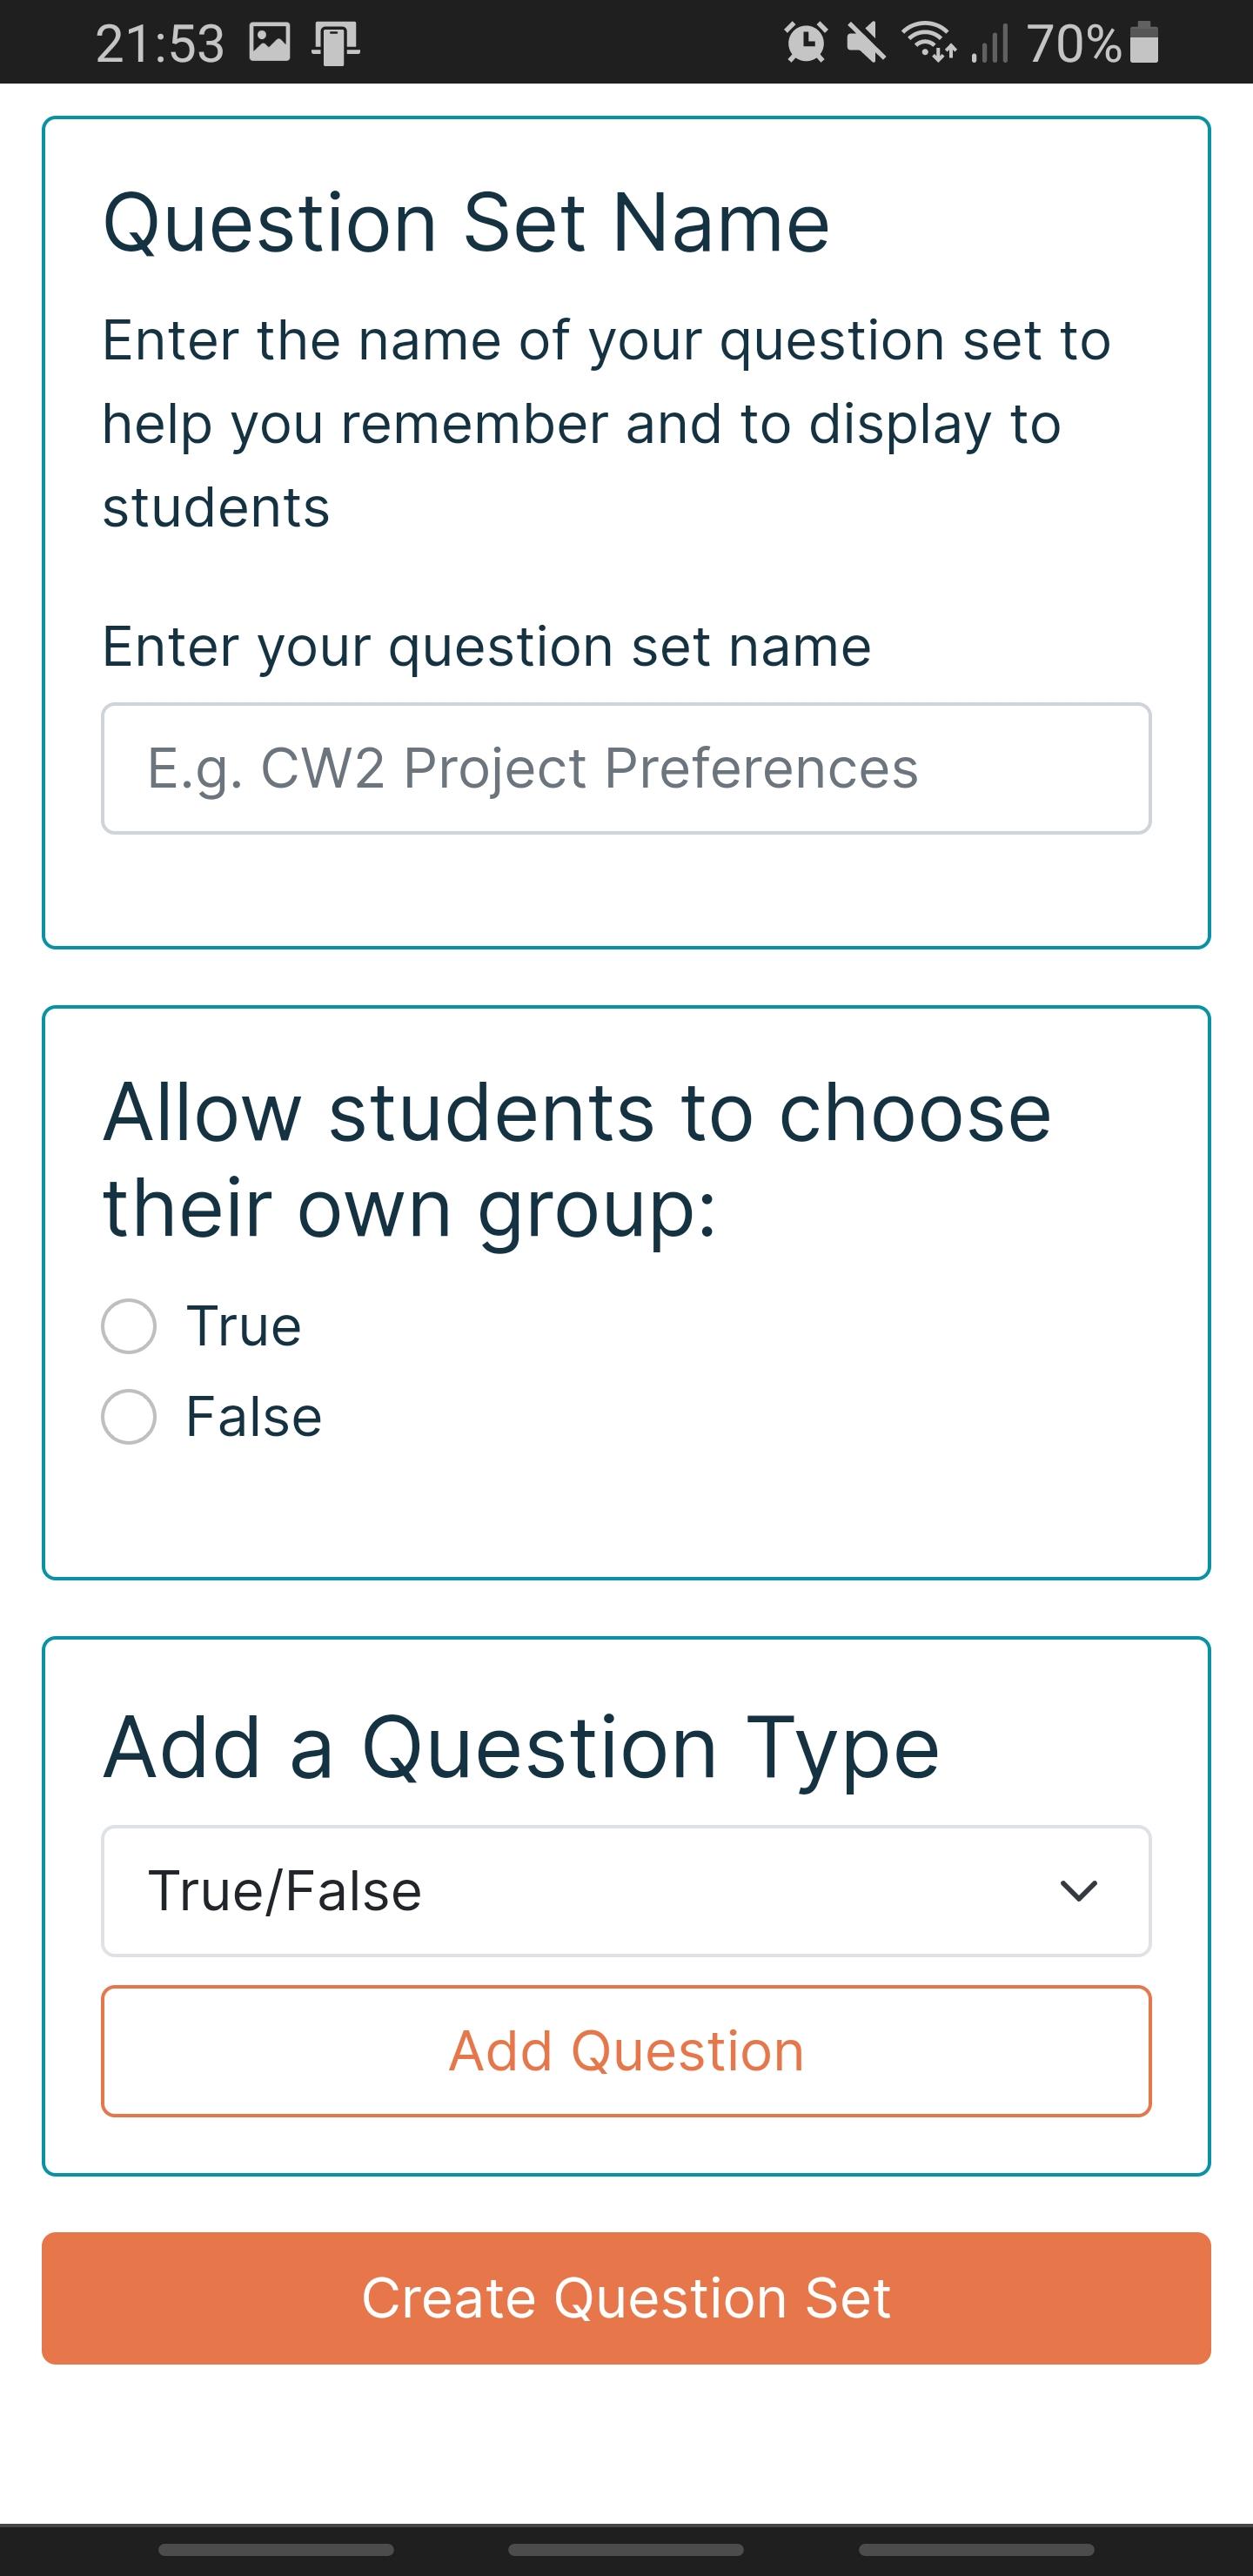 21:53
70%
Question Set Name
Enter the name of your question set to
help you remember and to display to
students
Enter your question set name
E.g. CW2 Project Preferences
Allow students to choose
their own group:
True
False
Add a Question Type
True/False
Add Question
Create Question Set